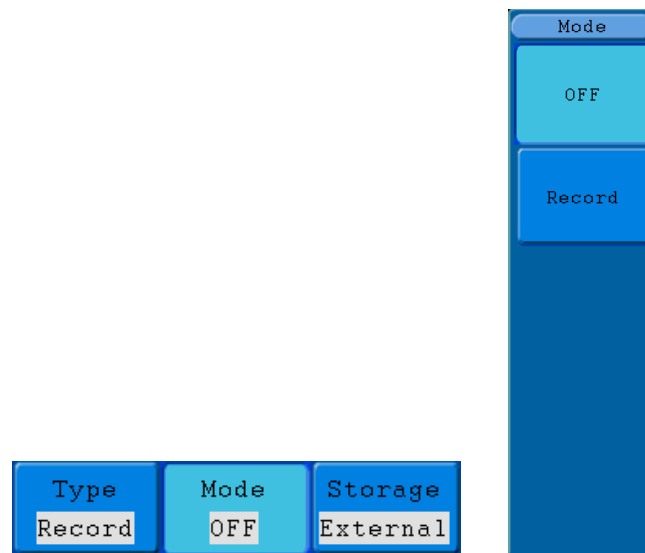 Mode
OFF
Record
Type
Record
Mode
OFF
Storage
External